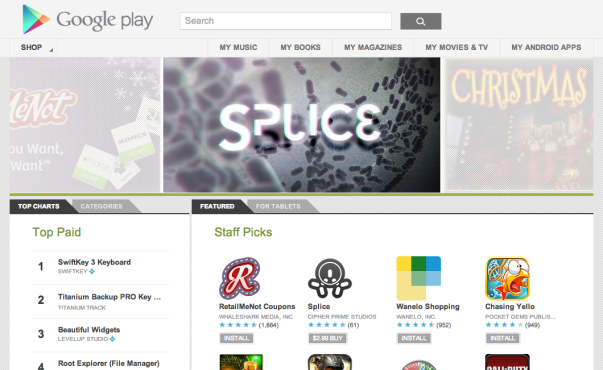 Google play
Search
SHOP
MY MUSIC
MY BOOKS
MY MAGAZINES
MY MOVIES & TV
MY ANDROID APPS
MeNot
ou Want,
Want™
SPLICE
CHRISTMAS
TOP CHARTS
CATEGORIES
FEATURED
FOR TABLETS
Top Paid
1
SwiftKey 3 Keyboard
SWIFTKEY
2
Titanium Backup PRO Key ...
TITANIUM TRACK
3
Beautiful Widgets
LEVELUP STUDIO
4
Root Explorer (File Manager)
Staff Picks
R
RetailMeNot Coupons
WHALESHARK MEDIA, INC
(1,884)
INSTALL
Splice
CIPHER PRIME STUDIOS
(61)
$2.99 BUY
Wanelo Shopping
WANELO, INC.
(952)
INSTALL
Chasing Yello
POCKET GEMS PUBLIS...
(949)
INSTALL